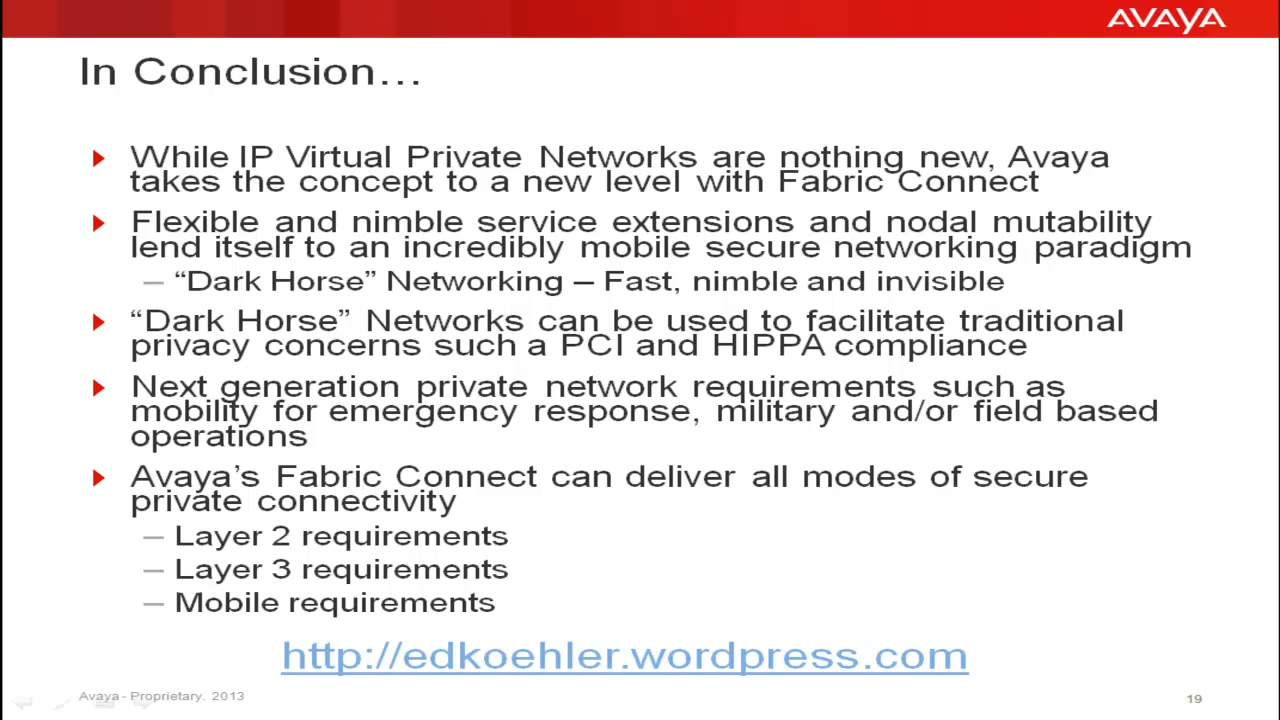 AVAYA
In Conclusion…
While IP Virtual Private Networks are nothing new, Avaya
takes the concept to a new level with Fabric Connect
Flexible and nimble service extensions and nodal mutability
lend itself to an incredibly mobile secure networking paradigm
– “Dark Horse” Networking – Fast, nimble and invisible
“Dark Horse” Networks can be used to facilitate traditional
privacy concerns such a PCI and HIPPA compliance
Next generation private network requirements such as
mobility for emergency response, military and/or field based
operations
Avaya’s Fabric Connect can deliver all modes of secure
private connectivity
– Layer 2 requirements
– Layer 3 requirements
– Mobile requirements
http://edkoehler.wordpress.com
Avaya - Proprietary. 2013
19